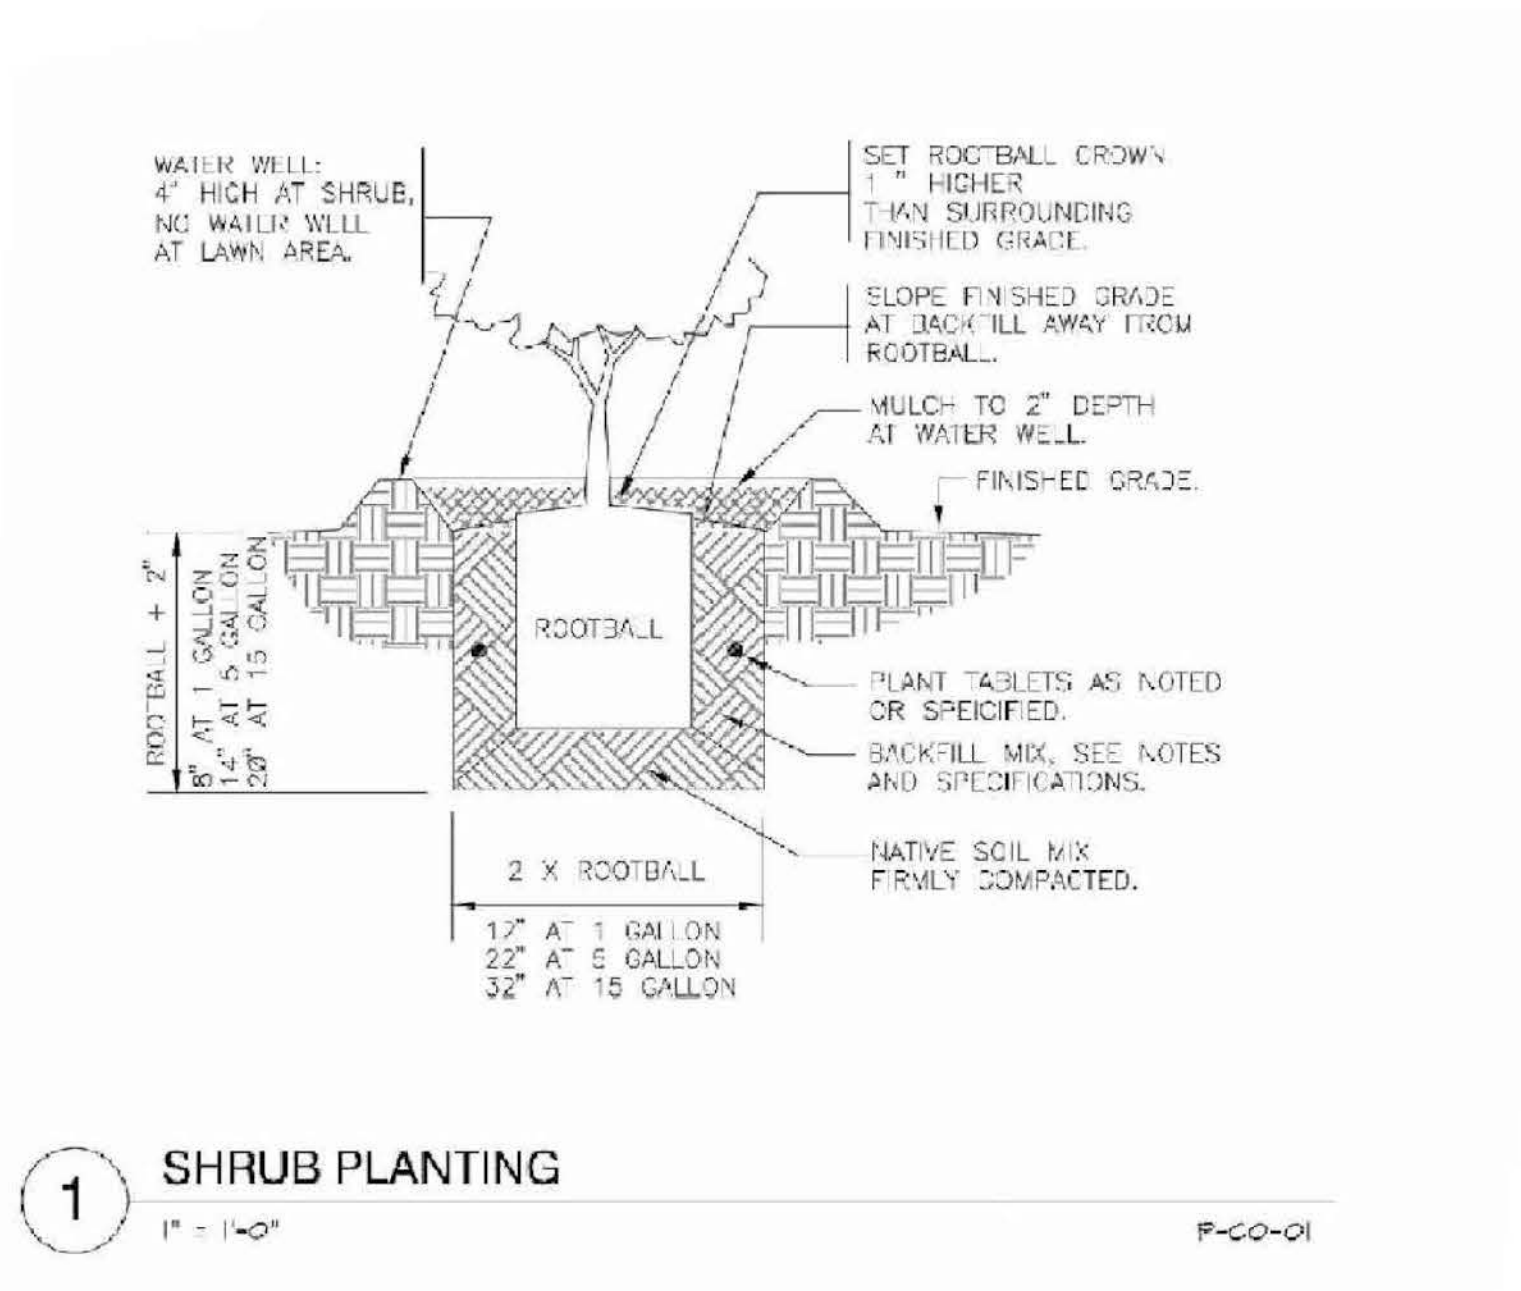 WATER WELL:
4" HIGH AT SHRUB,
NO WATER WELL
AT LAWN AREA.
SET ROOTBALL CROWN
1 " HIGHER
THAN SURROUNDING
FINISHED GRADE.
SLOPE FINISHED GRADE
AT BACKFILL AWAY FROM
ROOTBALL.
MULCH TO 2" DEPTH
AT WATER WELL.
FINISHED GRADE.
ROOTBALL + 2"
8" AT 1 GALLON
14" AT 5 GALLON
20" AT 15 GALLON
ROOTBALL
PLANT TABLETS AS NOTED
OR SPEICIFIED.
BACKFILL MIX, SEE NOTES
AND SPECIFICATIONS.
NATIVE SOIL MIX
FIRMLY COMPACTED.
2 X ROOTBALL
12" AT 1 GALLON
22" AT 5 GALLON
32" AT 15 GALLON
1
SHRUB PLANTING
1" = 1'-0"
P-CO-01